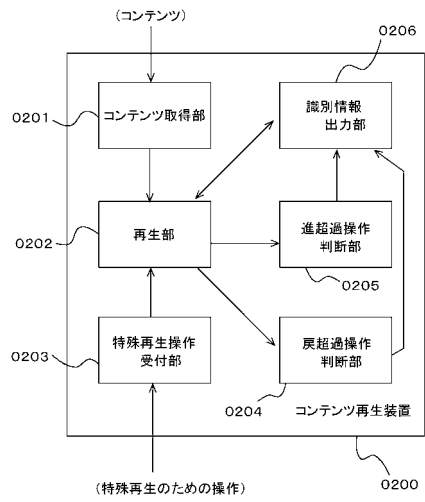 (コンテンツ)
0206
0201
コンテンツ取得部
識別情報
出力部
0202
再生部
進超過操作
判断部
0205
0203
特殊再生操作
受付部
戻超過操作
判断部
0204
コンテンツ再生装置
0200
(特殊再生のための操作)